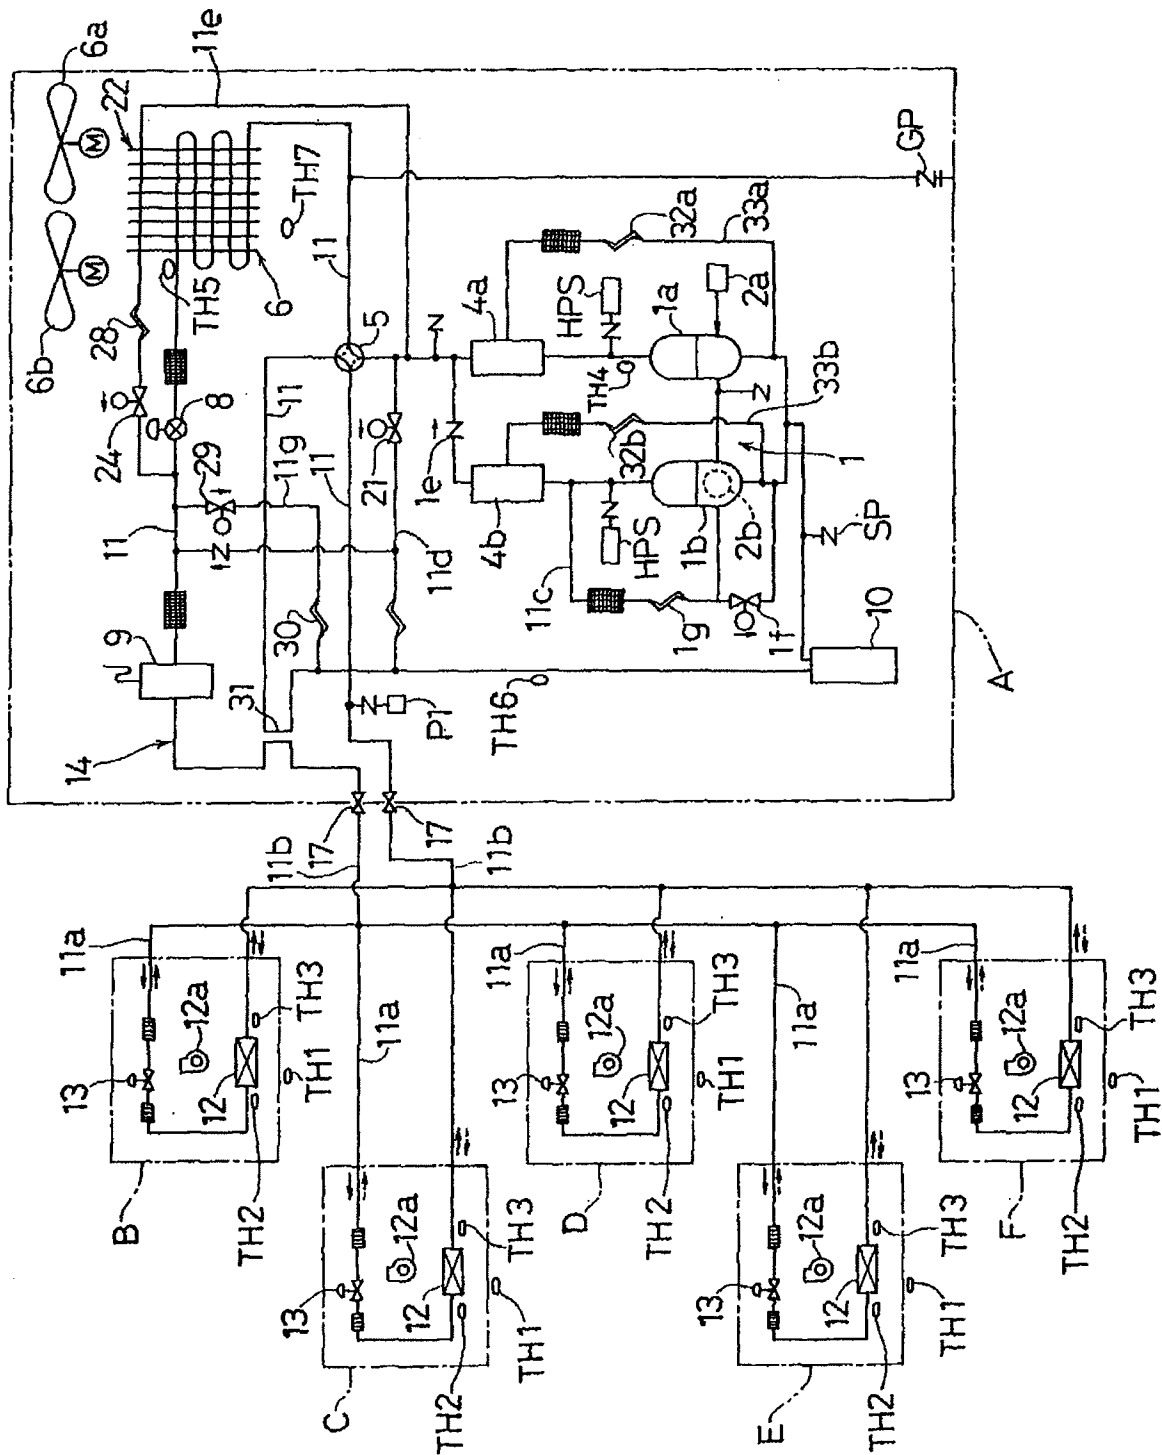 6a
11e
22
M
6b
M
28
TH5
6
TH7
GP
24
8
29
11
11
11
5
11g
11
21
11d
1e
4a
4b
32a
33a
HPS
TH4
1a
2a
32b
33b
HPS
1b
2b
1
SP
11c
1g
1f
10
9
14
31
30
P1
TH6
A
17
17
11b
11b
11a
13
12a
12
TH3
TH1
TH2
B
11a
13
12a
12
TH3
TH1
TH2
C
11a
13
12a
12
TH3
TH1
TH2
D
11a
13
12a
12
TH3
TH1
TH2
E
11a
13
12a
12
TH3
TH1
TH2
F